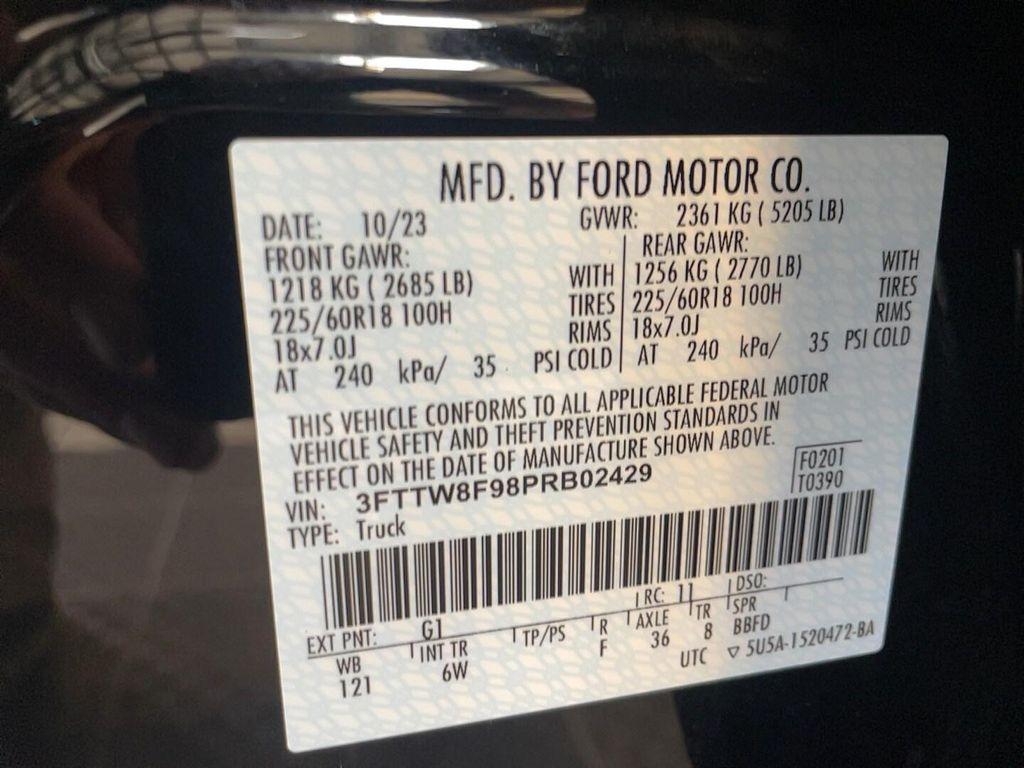 MFD. BY FORD MOTOR CO.
DATE: 10/23 GVWR: 2361 KG ( 5205 LB)
FRONT GAWR: REAR GAWR:
1218 KG ( 2685 LB) WITH 1256 KG ( 2770 LB) WITH
225/60R18 100H TIRES 225/60R18 100H TIRES
18x7.0J RIMS 18x7.0J RIMS
AT 240 kPa/ 35 PSI COLD AT 240 kPa/ 35 PSI COLD
THIS VEHICLE CONFORMS TO ALL APPLICABLE FEDERAL MOTOR
VEHICLE SAFETY AND THEFT PREVENTION STANDARDS IN
EFFECT ON THE DATE OF MANUFACTURE SHOWN ABOVE.
VIN: 3FTTW8F98PRB02429 F0201
TYPE: Truck T0390
EXT PNT: G1 RC: 11 DSO:
WB INT TR TP/PS R AXLE TR SPR
121 6W F 36 8 BBFD
UTC ▽ 5U5A-1520472-BA